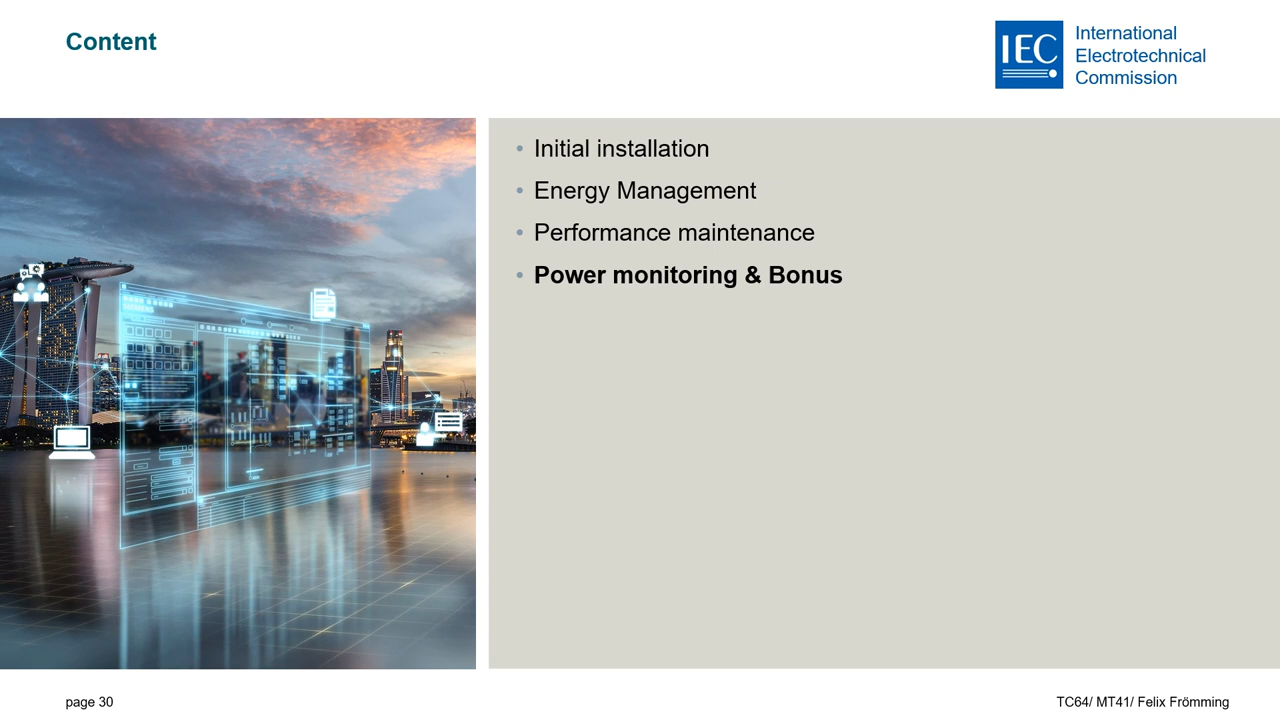 Content
IEC
International
Electrotechnical
Commission
• Initial installation
• Energy Management
• Performance maintenance
• Power monitoring & Bonus
page 30
TC64/ MT41/ Felix Frömming